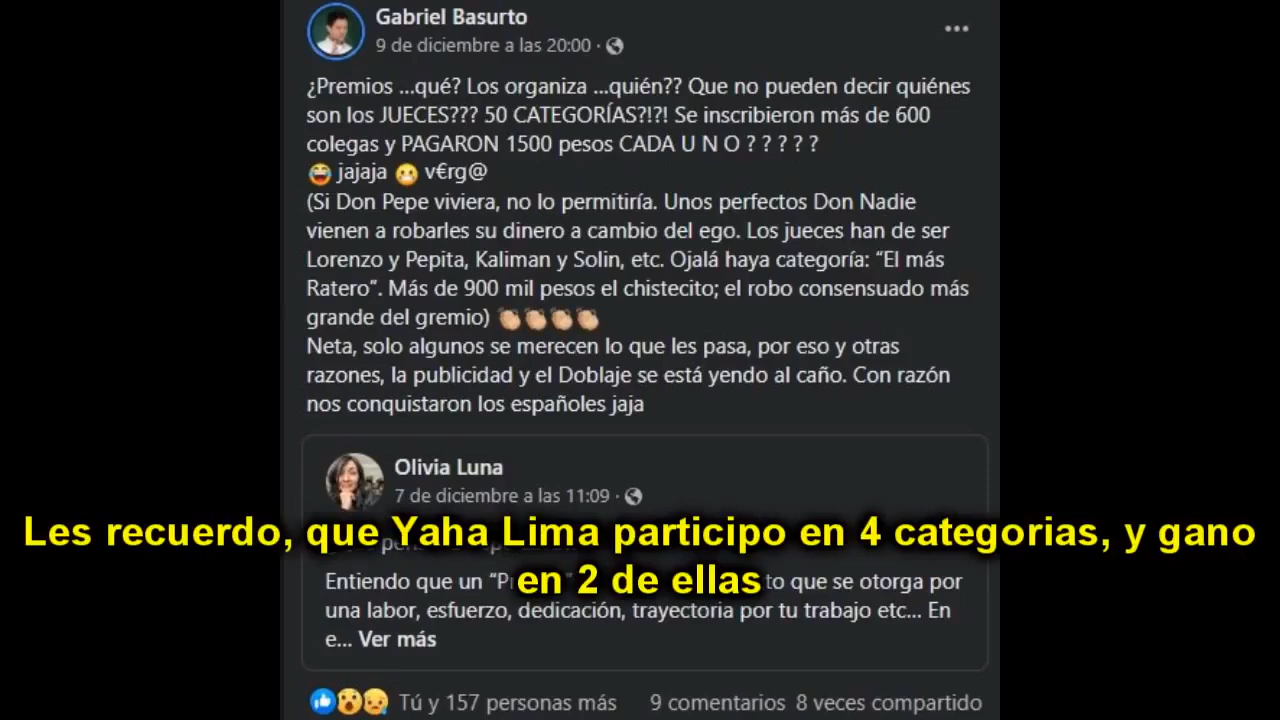 Gabriel Basurto
9 de diciembre a las 20:00 ·
¿Premios ...qué? Los organiza ...quién?? Que no pueden decir quiénes
son los JUECES??? 50 CATEGORÍAS?!?! Se inscribieron más de 600
colegas y PAGARON 1500 pesos CADA U N O ? ? ? ? ?
😂 jajaja 😬 v€rg@
(Si Don Pepe viviera, no lo permitiría. Unos perfectos Don Nadie
vienen a robarles su dinero a cambio del ego. Los jueces han de ser
Lorenzo y Pepita, Kaliman y Solin, etc. Ojalá haya categoría: “El más
Ratero”. Más de 900 mil pesos el chistecito; el robo consensuado más
grande del gremio) 👏🏼👏🏼👏🏼👏🏼
Neta, solo algunos se merecen lo que les pasa, por eso y otras
razones, la publicidad y el Doblaje se está yendo al caño. Con razón
nos conquistaron los españoles jaja
Olivia Luna
7 de diciembre a las 11:09 ·
Les recuerdo, que Yaha Lima participo en 4 categorias, y gano
en 2 de ellas
Entiendo que un to que se otorga por
una labor, esfuerzo, dedicación, trayectoria por tu trabajo etc... En
e... Ver más
Tú y 157 personas más 9 comentarios 8 veces compartido